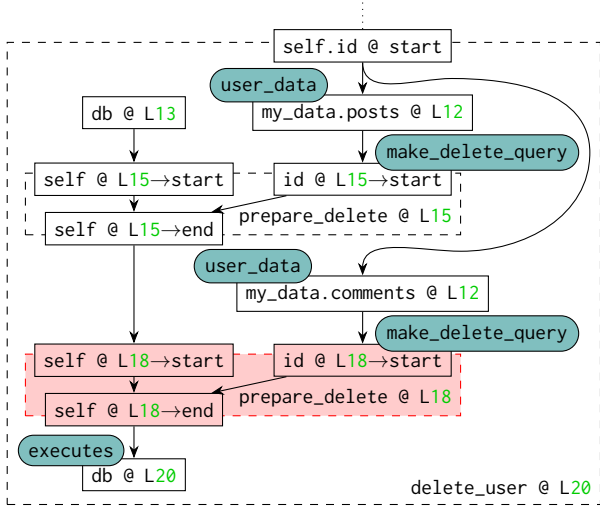 self.id @ start
user_data
my_data.posts @ L12
db @ L13
make_delete_query
self @ L15→start
id @ L15→start
prepare_delete @ L15
self @ L15→end
user_data
my_data.comments @ L12
make_delete_query
self @ L18→start
id @ L18→start
prepare_delete @ L18
self @ L18→end
executes
db @ L20
delete_user @ L20